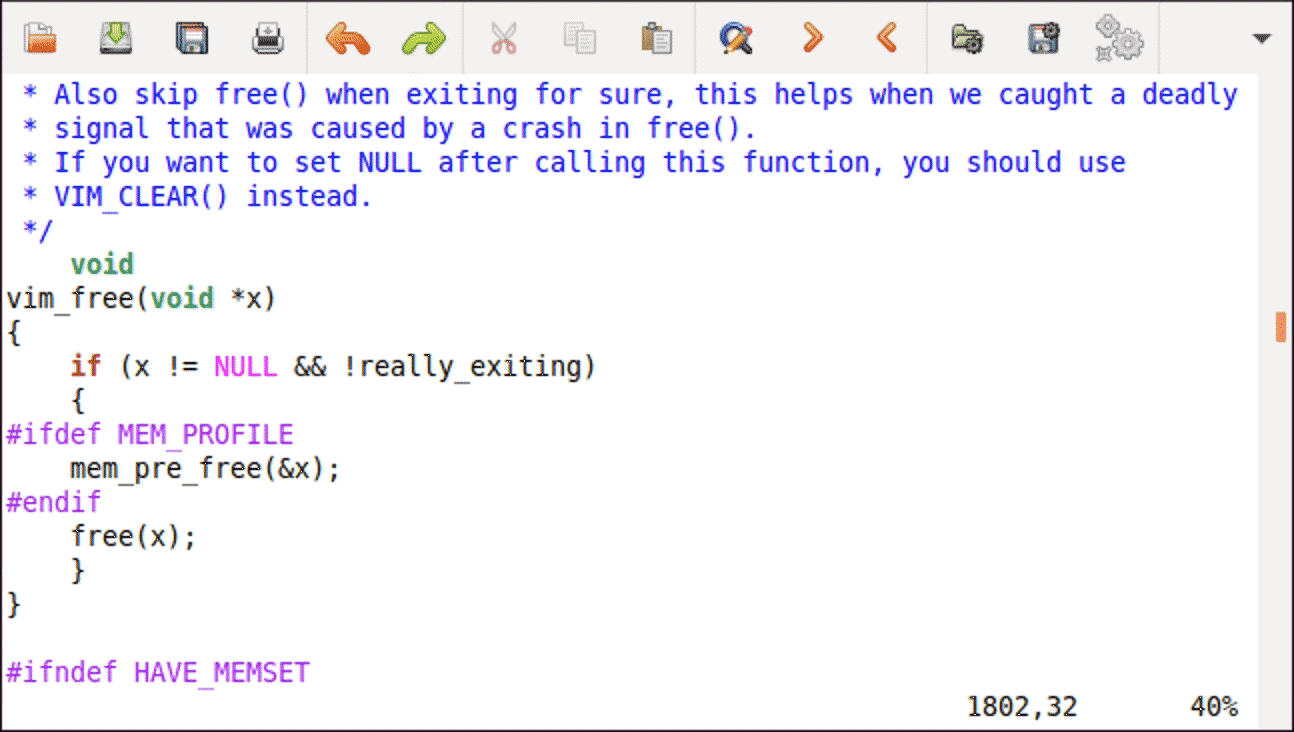 * Also skip free() when exiting for sure, this helps when we caught a deadly
 * signal that was caused by a crash in free().
 * If you want to set NULL after calling this function, you should use
 * VIM_CLEAR() instead.
 */
    void
vim_free(void *x)
{
    if (x != NULL && !really_exiting)
    {
#ifdef MEM_PROFILE
    mem_pre_free(&x);
#endif
    free(x);
    }
}

#ifndef HAVE_MEMSET
1802,32 40%